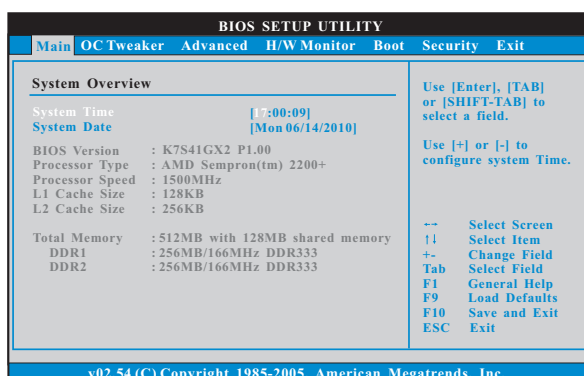 BIOS SETUP UTILITY
Main OC Tweaker Advanced H/W Monitor Boot Security Exit
System Overview
System Time [17:00:09]
System Date [Mon 06/14/2010]
BIOS Version : K7S41GX2 P1.00
Processor Type : AMD Sempron(tm) 2200+
Processor Speed : 1500MHz
L1 Cache Size : 128KB
L2 Cache Size : 256KB
Total Memory : 512MB with 128MB shared memory
DDR1 : 256MB/166MHz DDR333
DDR2 : 256MB/166MHz DDR333
Use [Enter], [TAB]
or [SHIFT-TAB] to
select a field.
Use [+] or [-] to
configure system Time.
←→ Select Screen
↑↓ Select Item
+- Change Field
Tab Select Field
F1 General Help
F9 Load Defaults
F10 Save and Exit
ESC Exit
v02.54 (C) Copyright 1985-2005, American Megatrends, Inc.